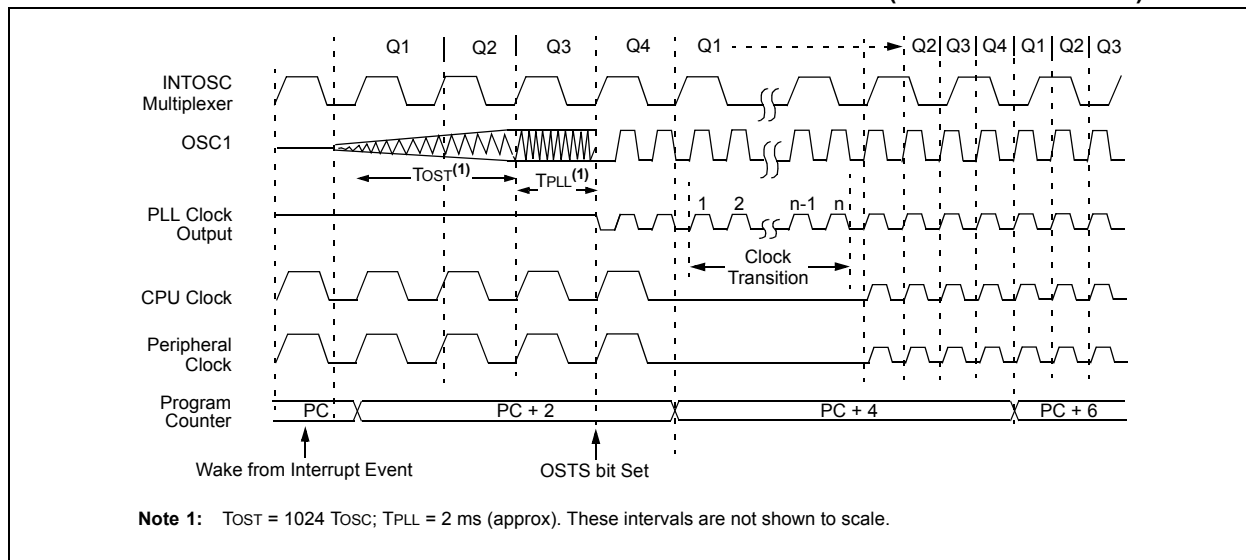 Q1 Q2 Q3 Q4 Q1 Q2 Q3 Q4 Q1 Q2 Q3
INTOSC
Multiplexer
OSC1
TOST(1)
TPLL(1)
1 2 n-1 n
PLL Clock
Output
Clock
Transition
CPU Clock
Peripheral
Clock
Program
Counter
PC PC + 2 PC + 4 PC + 6
Wake from Interrupt Event OSTS bit Set
Note 1: TOST = 1024 TOSC; TPLL = 2 ms (approx). These intervals are not shown to scale.